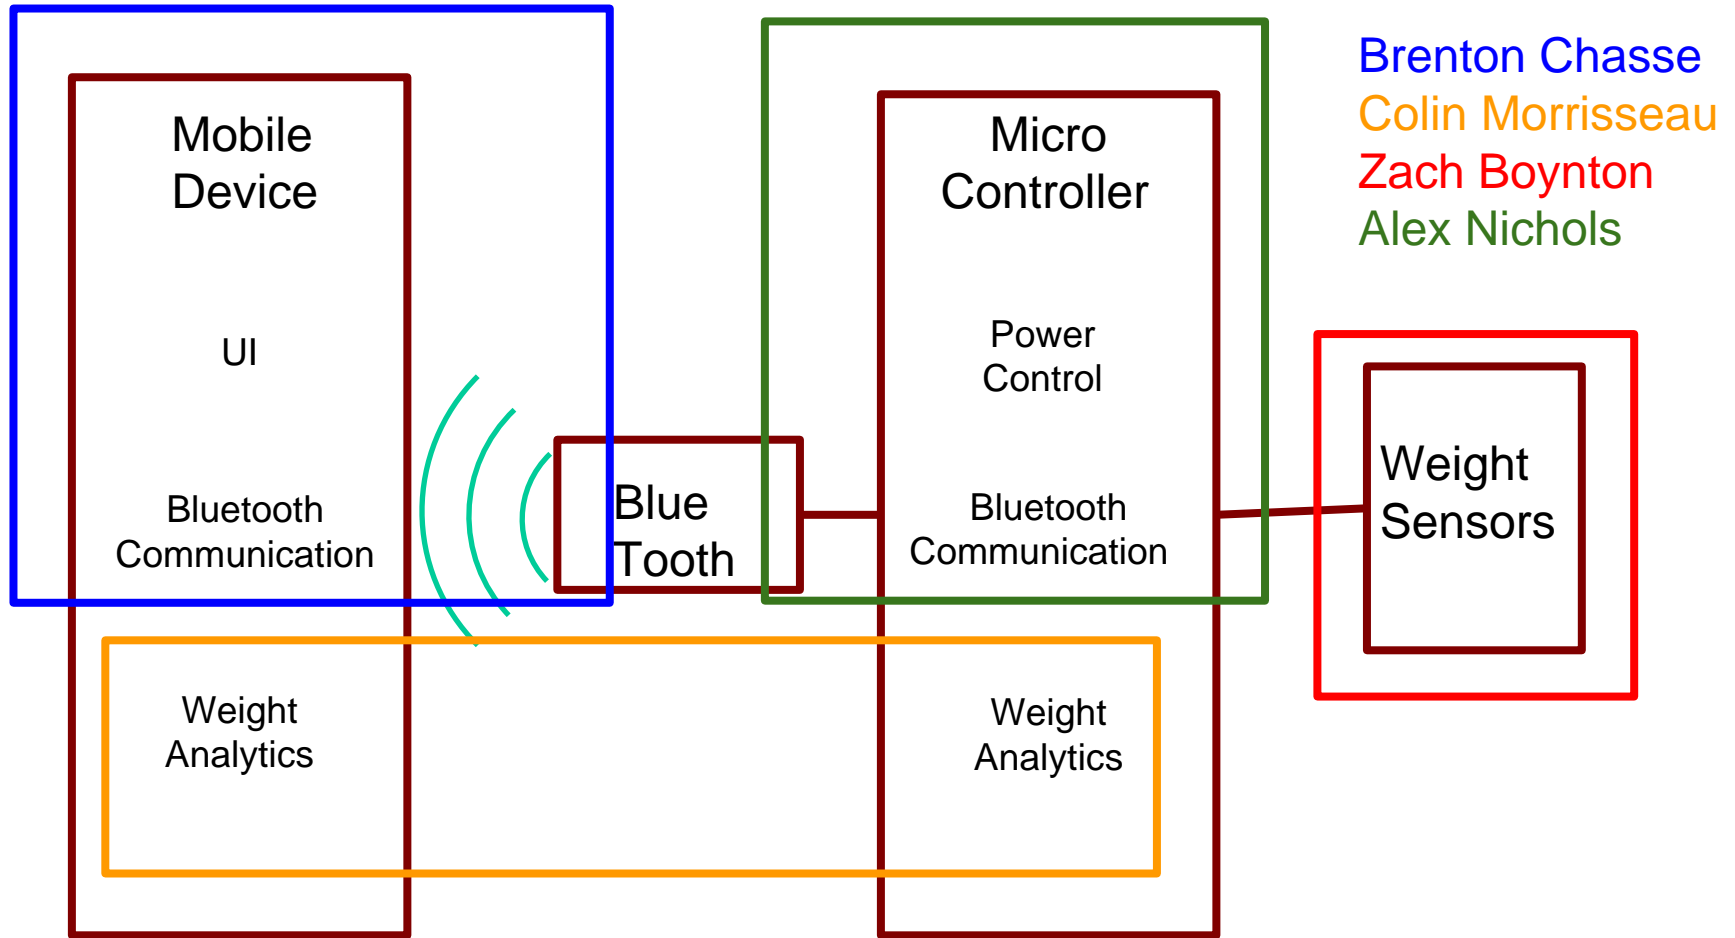 Mobile
Device
UI
Bluetooth
Communication
Weight
Analytics
Blue
Tooth
Micro
Controller
Power
Control
Bluetooth
Communication
Weight
Analytics
Brenton Chasse
Colin Morrisseau
Zach Boynton
Alex Nichols
Weight
Sensors